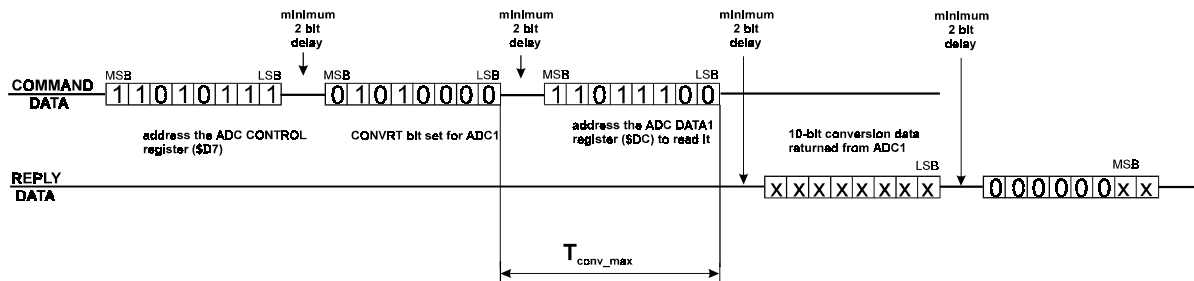 minimum
2 bit
delay
minimum
2 bit
delay
minimum
2 bit
delay
minimum
2 bit
delay
COMMAND
DATA
MSB
LSB
1 1 0 1 0 1 1 1
MSB
LSB
0 1 0 1 0 0 0 0
MSB
LSB
1 1 0 1 1 1 0 0
address the ADC CONTROL
register ($D7)
CONVRT bit set for ADC1
address the ADC DATA1
register ($DC) to read it
10-bit conversion data
returned from ADC1
REPLY
DATA
LSB
x x x x x x x x
MSB
0 0 0 0 0 0 x x
Tconv_max